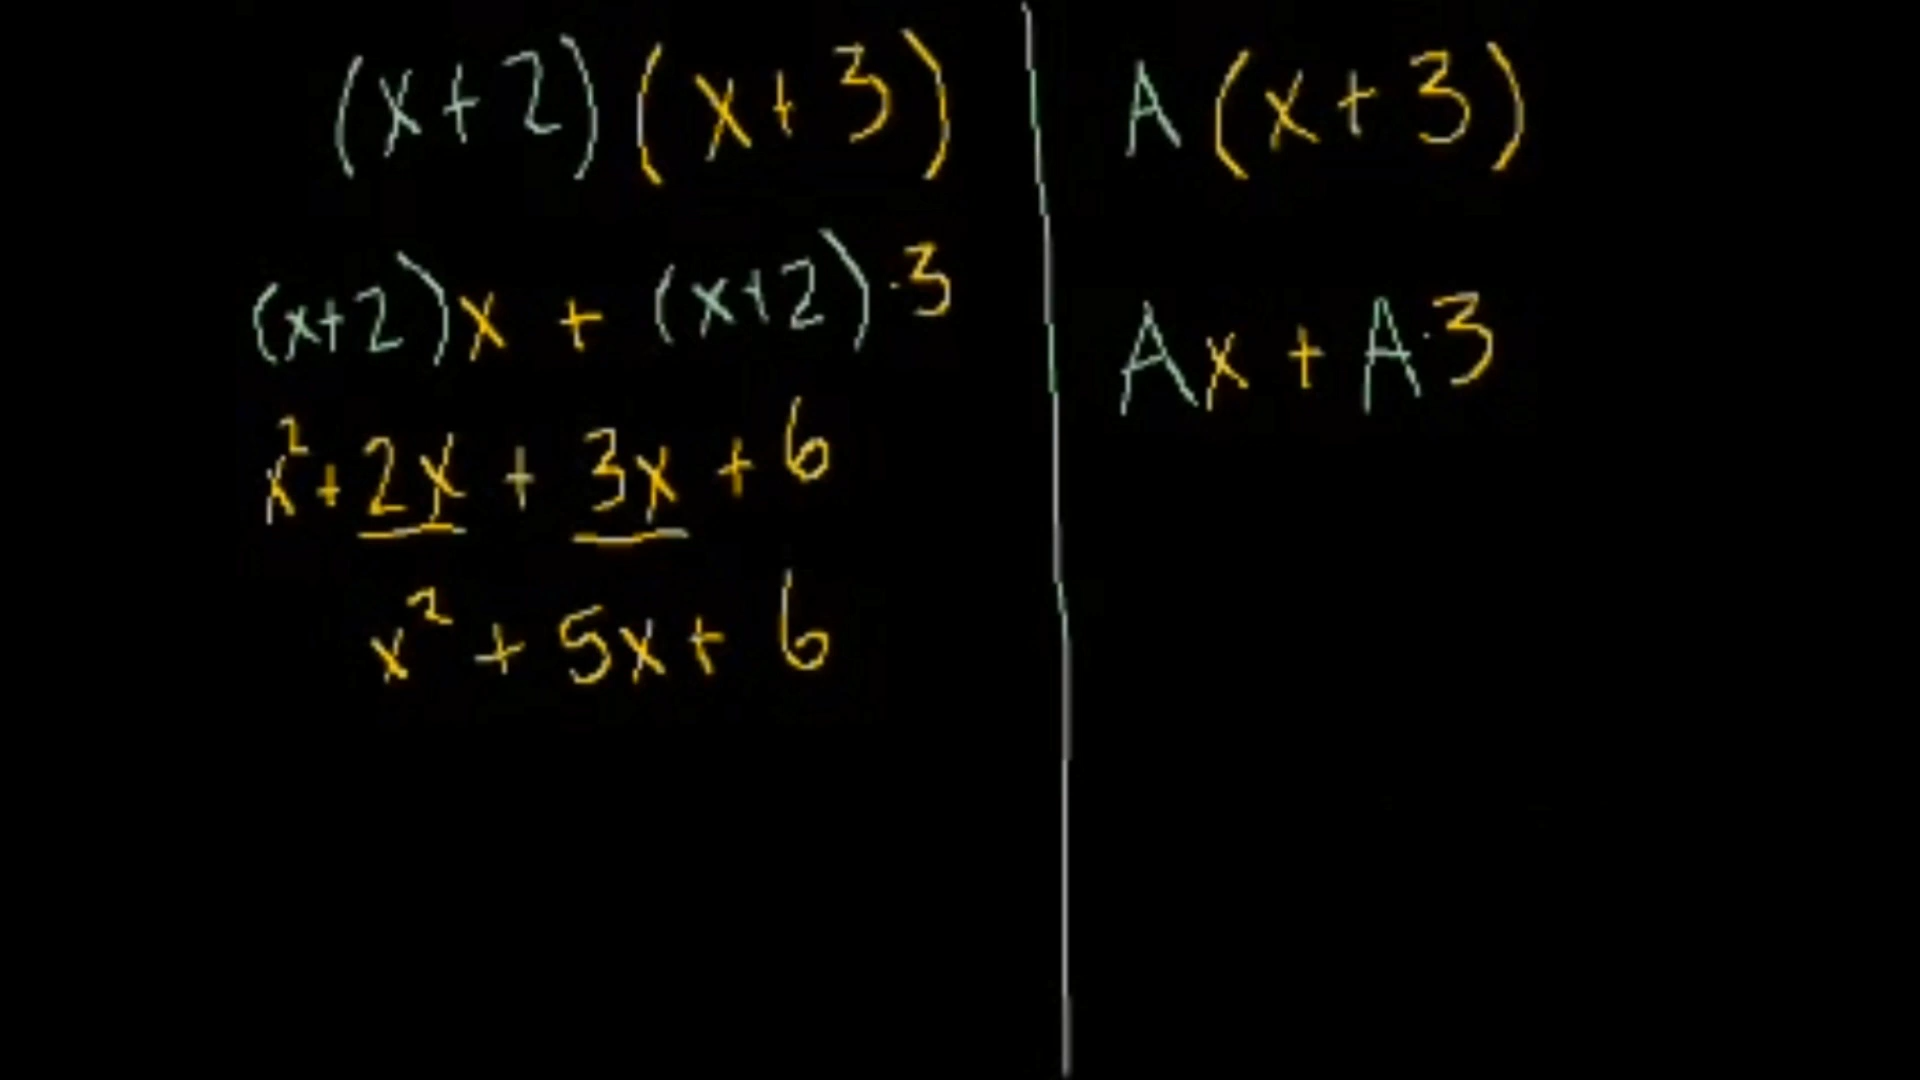 (x+2)(x+3)
(x+2)x + (x+2)·3
x²+2x + 3x + 6
x² + 5x + 6
A(x+3)
Ax + A·3